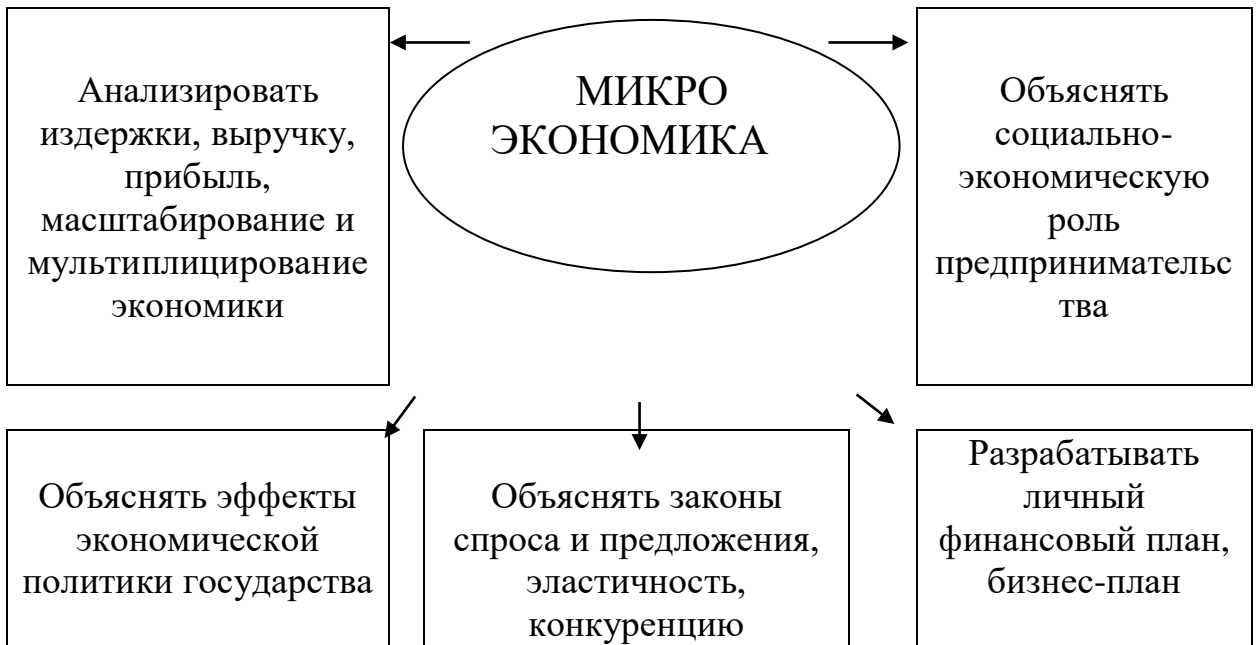 Анализировать
издержки, выручку,
прибыль,
масштабирование и
мультиплицирование
экономики
МИКРО
ЭКОНОМИКА
Объяснять
социально-
экономическую
роль
предпринимательс
тва
Объяснять эффекты
экономической
политики государства
Объяснять законы
спроса и предложения,
эластичность,
конкуренцию
Разрабатывать
личный
финансовый план,
бизнес-план